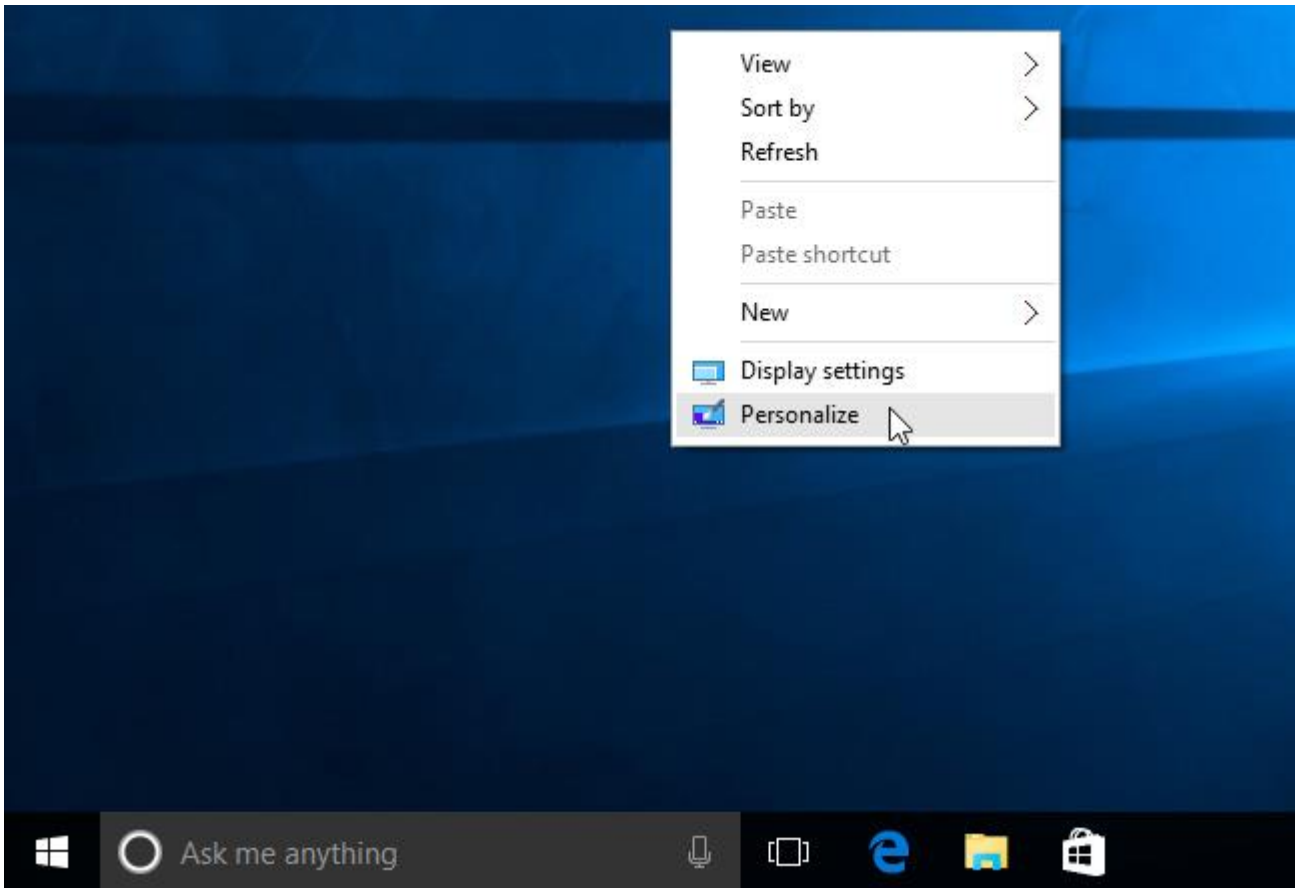 View
Sort by
Refresh
Paste
Paste shortcut
New
Display settings
Personalize
Ask me anything